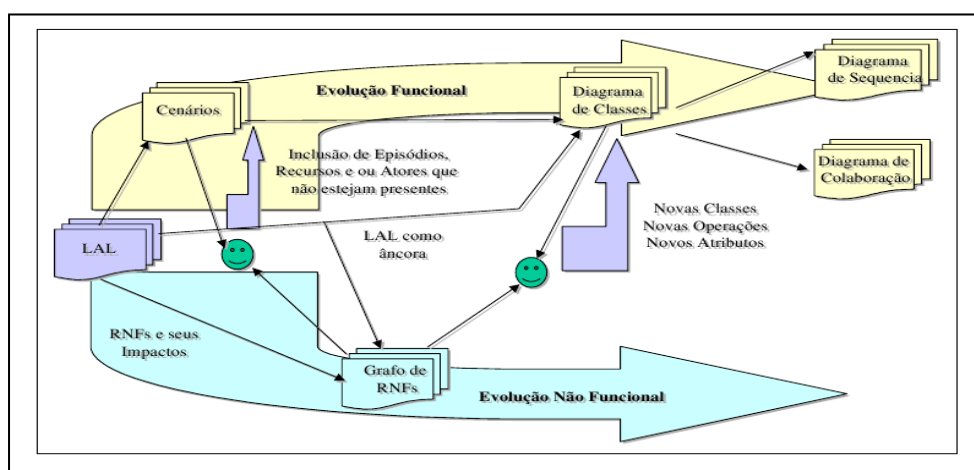 Diagrama
de Sequencia
Cenários
Evolução Funcional
Diagrama
de Classes
Inclusão de Episódios,
Recursos e ou Atores que
não estejam presentes.
Diagrama de
Colaboração
Novas Classes
Novas Operações
Novos Atributos
LAL
LAL como
âncora
RNFs e seus
Impactos
Grafo de
RNFs
Evolução Não Funcional